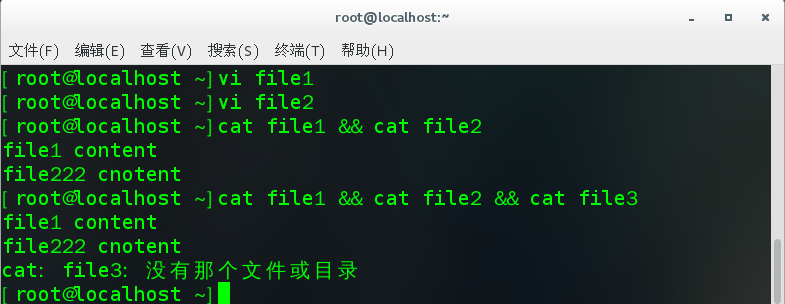 root@localhost:~
文件(F) 编辑(E) 查看(V) 搜索(S) 终端(T) 帮助(H)
[root@localhost ~]vi file1
[root@localhost ~]vi file2
[root@localhost ~]cat file1 && cat file2
file1 content
file222 cnotent
[root@localhost ~]cat file1 && cat file2 && cat file3
file1 content
file222 cnotent
cat: file3: 没有那个文件或目录
[root@localhost ~]